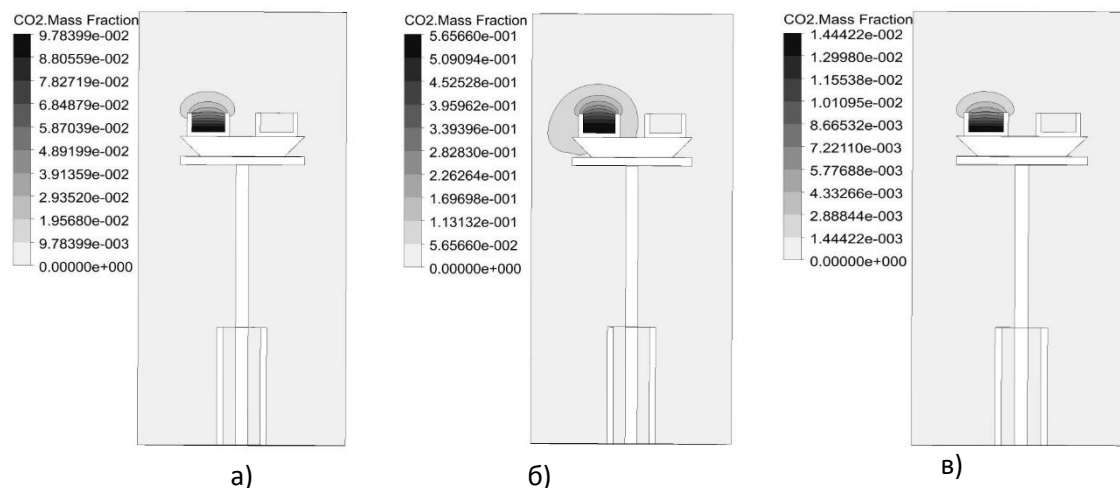 CO2.Mass Fraction
9.78399e-002
8.80559e-002
7.82719e-002
6.84879e-002
5.87039e-002
4.89199e-002
3.91359e-002
2.93520e-002
1.95680e-002
9.78399e-003
0.00000e+000
а)
CO2.Mass Fraction
5.65660e-001
5.09094e-001
4.52528e-001
3.95962e-001
3.39396e-001
2.82830e-001
2.26264e-001
1.69698e-001
1.13132e-001
5.65660e-002
0.00000e+000
б)
CO2.Mass Fraction
1.44422e-002
1.29980e-002
1.15538e-002
1.01095e-002
8.66532e-003
7.22110e-003
5.77688e-003
4.33266e-003
2.88844e-003
1.44422e-003
0.00000e+000
в)